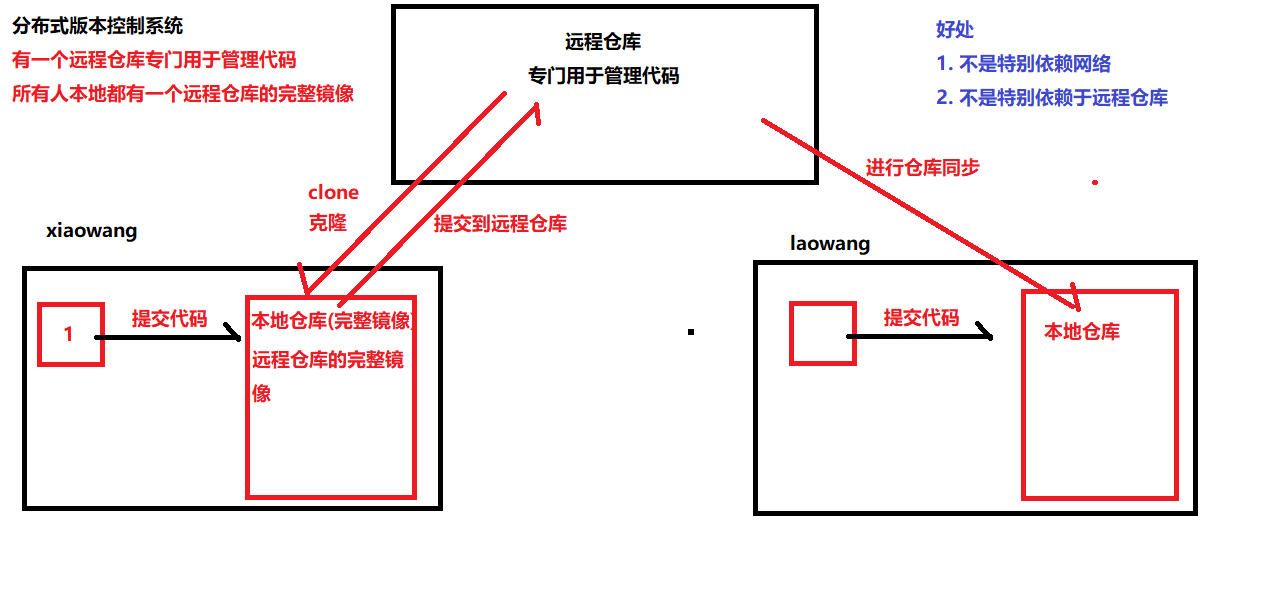 分布式版本控制系统
有一个远程仓库专门用于管理代码
所有人本地都有一个远程仓库的完整镜像
远程仓库
专门用于管理代码
好处
1. 不是特别依赖网络
2. 不是特别依赖于远程仓库
进行仓库同步
clone
克隆
提交到远程仓库
xiaowang
laowang
1
提交代码
本地仓库(完整镜像)
远程仓库的完整镜
像
提交代码
本地仓库